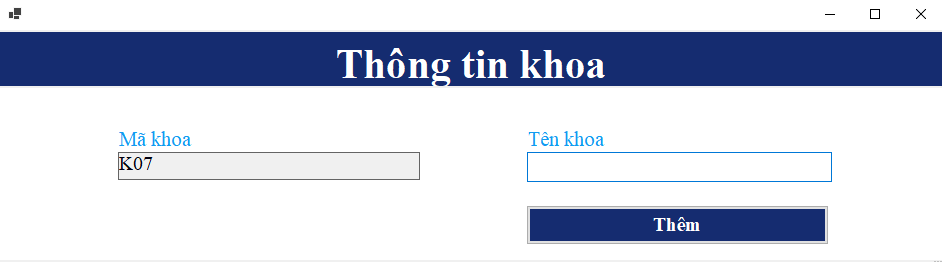 Thông tin khoa
Mã khoa
Tên khoa
K07
Thêm